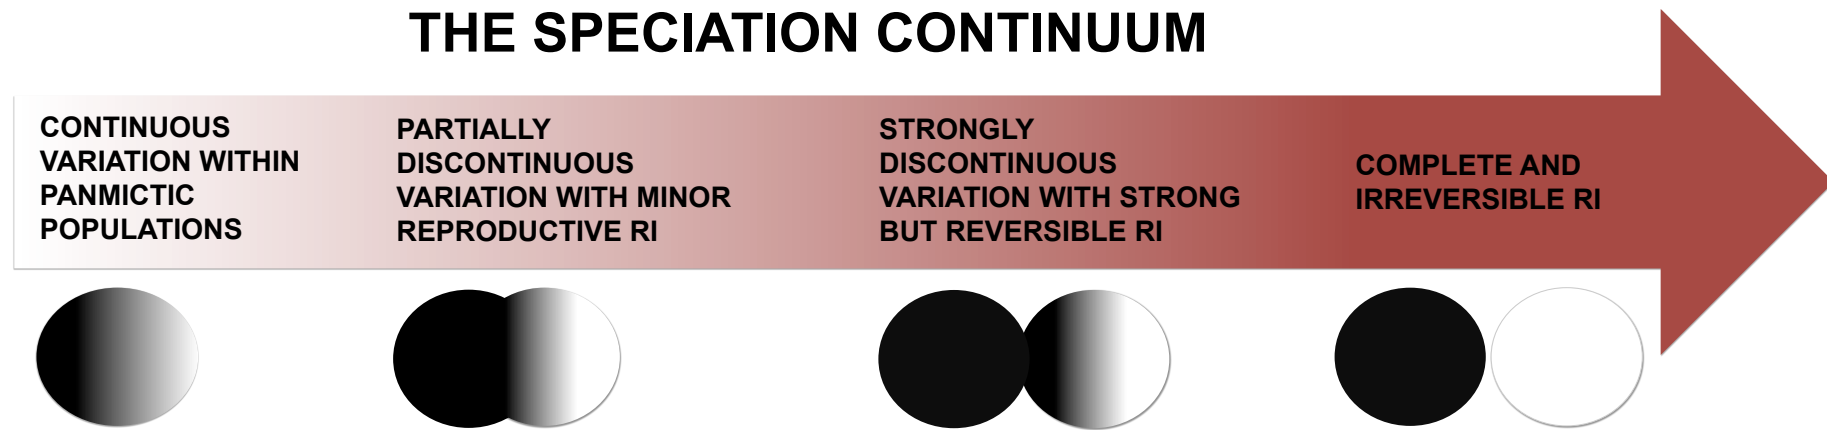 THE SPECIATION CONTINUUM
CONTINUOUS
VARIATION WITHIN
PANMICTIC
POPULATIONS
PARTIALLY
DISCONTINUOUS
VARIATION WITH MINOR
REPRODUCTIVE RI
STRONGLY
DISCONTINUOUS
VARIATION WITH STRONG
BUT REVERSIBLE RI
COMPLETE AND
IRREVERSIBLE RI